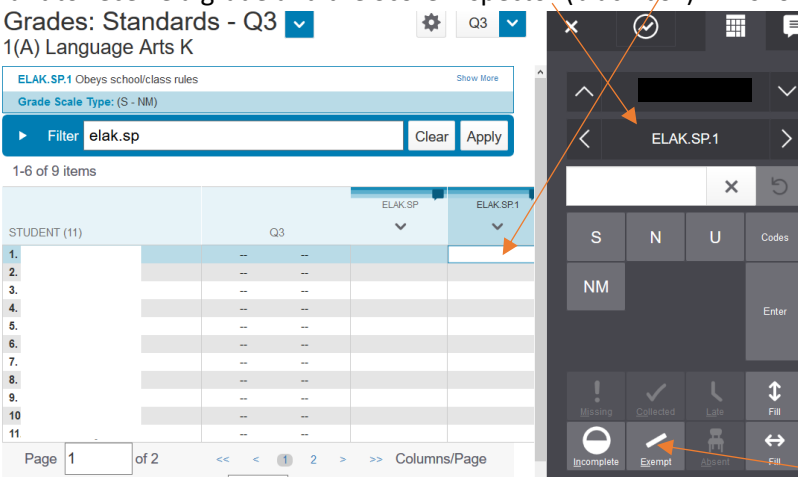 Grades: Standards - Q3
Q3
1(A) Language Arts K
ELAK.SP.1 Obeys school/class rules
Show More
Grade Scale Type: (S - NM)
Filter elak.sp Clear Apply
1-6 of 9 items
ELAK.SP ELAK.SP.1
STUDENT (11) Q3
1. -- --
2. -- --
3. -- --
4. -- --
5. -- --
6. -- --
7. -- --
8. -- --
9. -- --
10 -- --
11 -- --
Page 1 of 2 << < 1 2 > >> Columns/Page
ELAK.SP.1
S N U Codes
NM
Enter
Missing Collected Late Fill
Incomplete Exempt Absent Fill